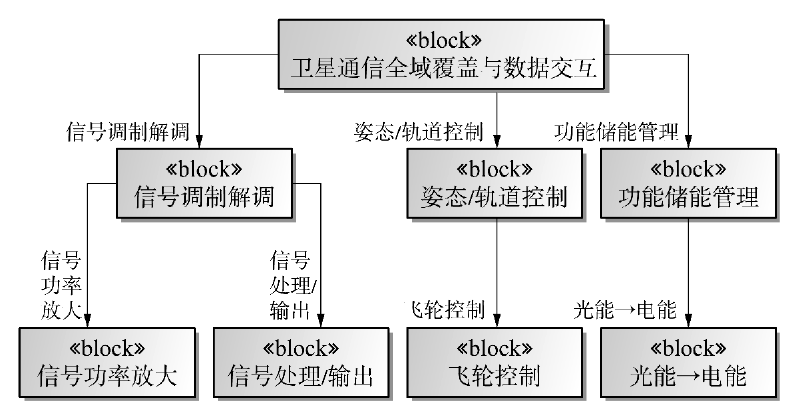 «block»
卫星通信全域覆盖与数据交互
信号调制解调
姿态/轨道控制
功能储能管理
«block»
信号调制解调
«block»
姿态/轨道控制
«block»
功能储能管理
信号
功率
放大
信号
处理/
输出
飞轮控制
光能→电能
«block»
信号功率放大
«block»
信号处理/输出
«block»
飞轮控制
«block»
光能→电能